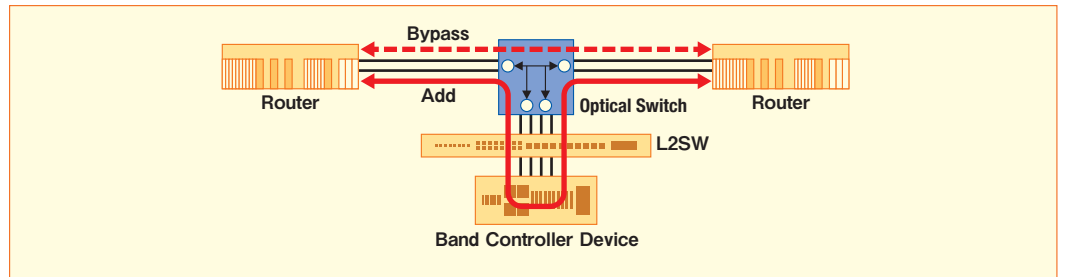 Bypass
Router
Add
Optical Switch
Router
L2SW
Band Controller Device